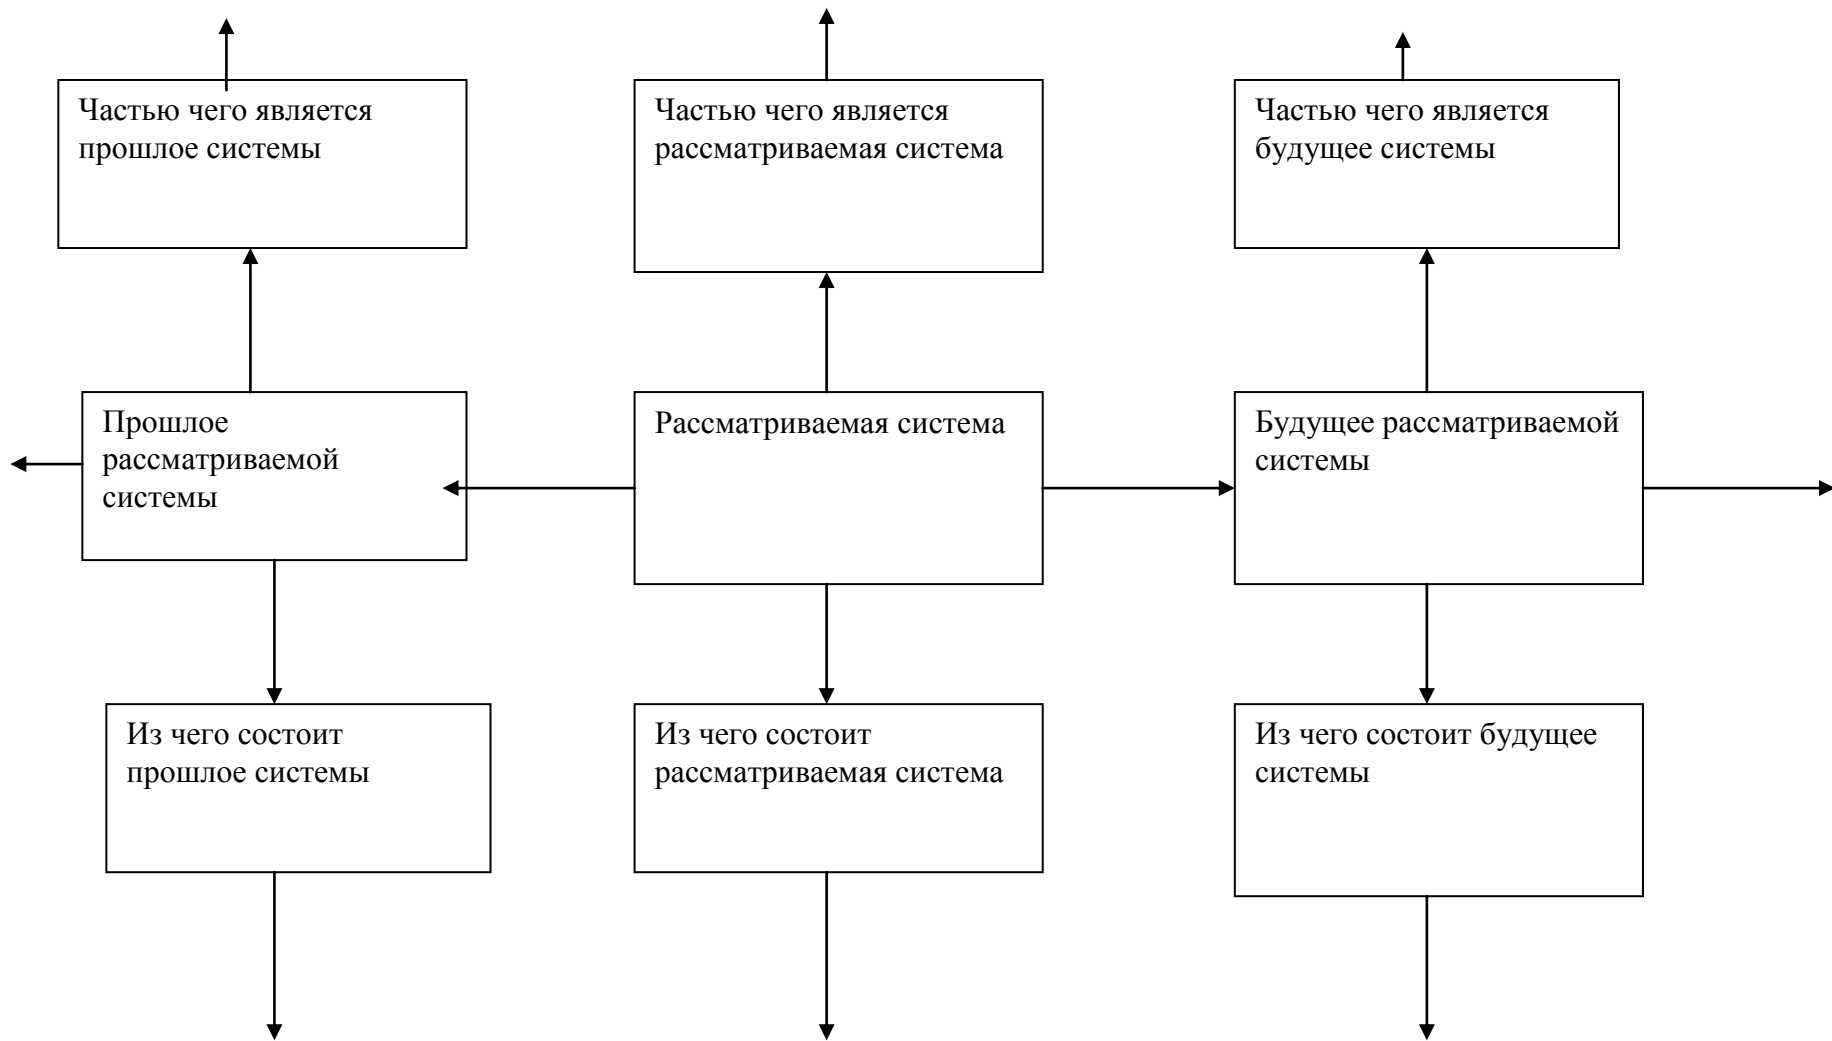 Частью чего является
прошлое системы
Частью чего является
рассматриваемая система
Частью чего является
будущее системы
Прошлое
рассматриваемой
системы
Рассматриваемая система
Будущее рассматриваемой
системы
Из чего состоит
прошлое системы
Из чего состоит
рассматриваемая система
Из чего состоит будущее
системы